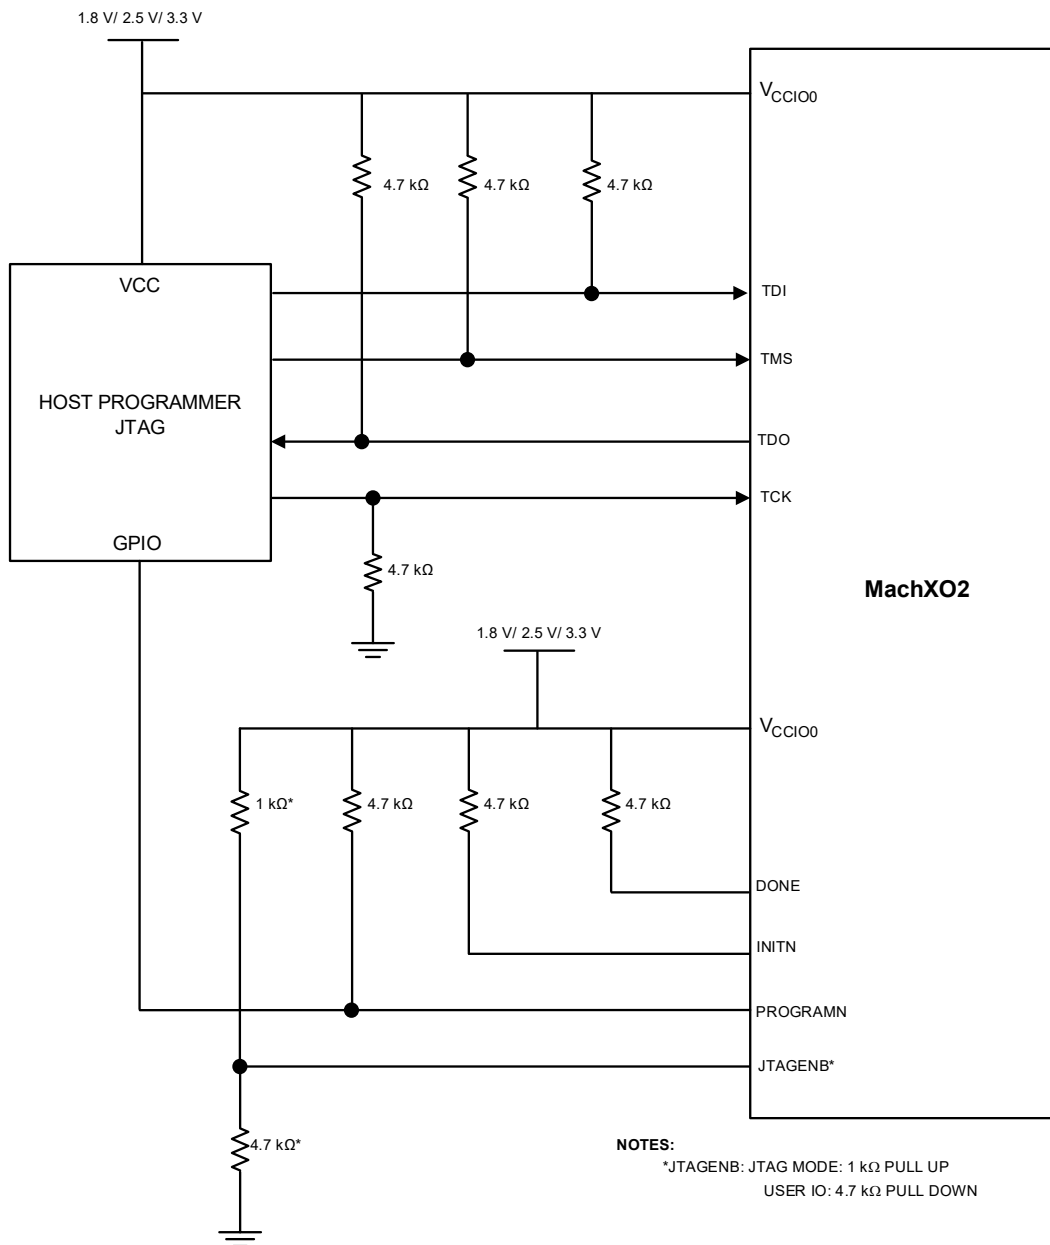 1.8 V/ 2.5 V/ 3.3 V
VCCIO0
4.7 kΩ
4.7 kΩ
4.7 kΩ
VCC
TDI
TMS
HOST PROGRAMMER
JTAG
TDO
TCK
GPIO
4.7 kΩ
MachXO2
1.8 V/ 2.5 V/ 3.3 V
VCCIO0
1 kΩ*
4.7 kΩ
4.7 kΩ
4.7 kΩ
DONE
INITN
PROGRAMN
JTAGENB*
4.7 kΩ*
NOTES:
*JTAGENB: JTAG MODE: 1 kΩ PULL UP
USER IO: 4.7 kΩ PULL DOWN